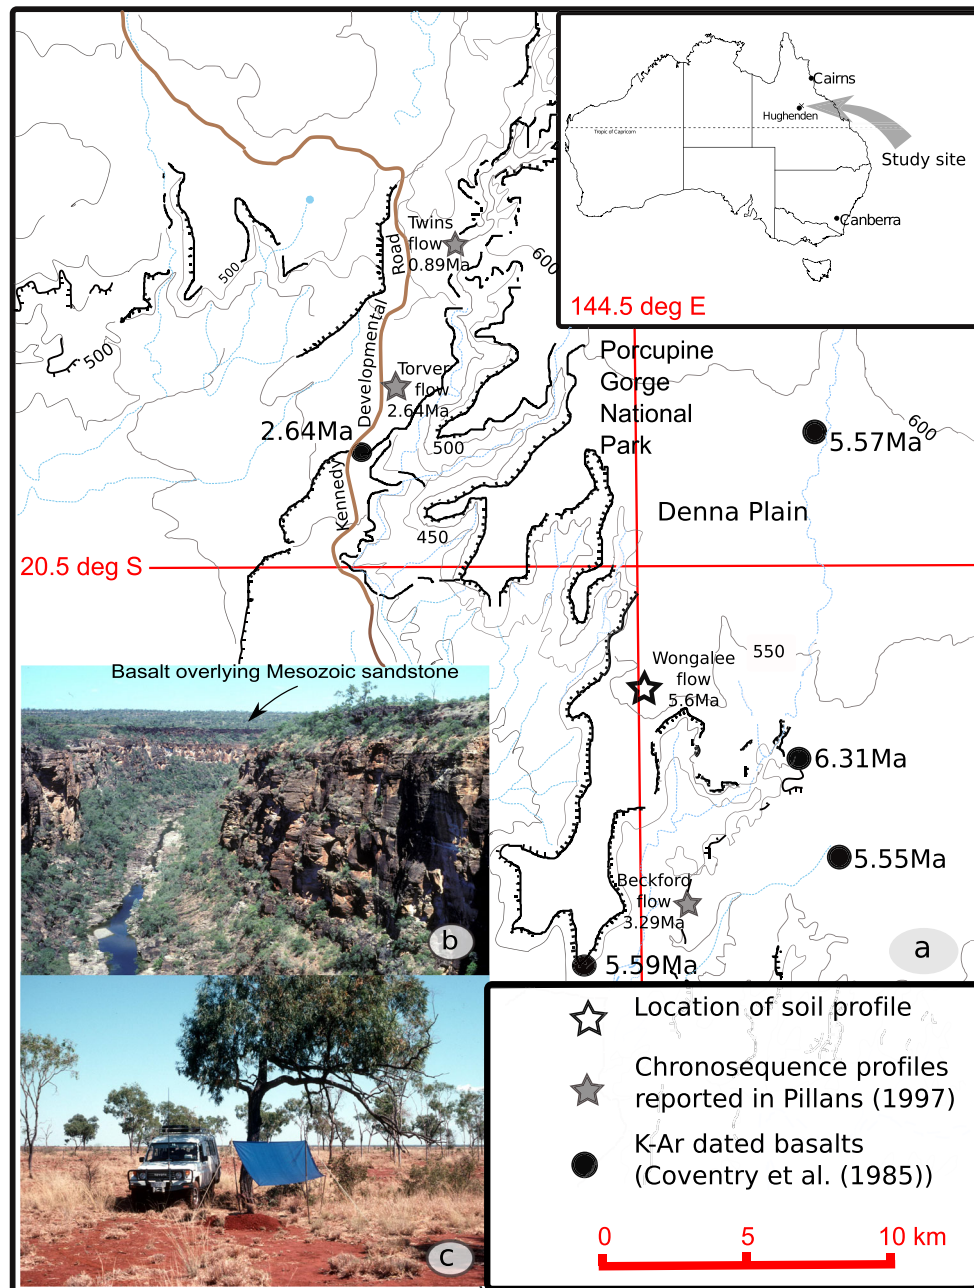 Cairns
Hughenden
Tropic of Capricorn
Study site
Canberra
144.5 deg E
Twins
flow
0.89Ma
600
500
500
500
Kennedy Developmental Road
Torver
flow
2.64Ma
2.64Ma
500
450
Porcupine
Gorge
National
Park
600
5.57Ma
Denna Plain
20.5 deg S
550
Wongalee
flow
5.6Ma
6.31Ma
5.55Ma
Beckford
flow
3.29Ma
5.59Ma
a
Basalt overlying Mesozoic sandstone
b
c
Location of soil profile
Chronosequence profiles
reported in Pillans (1997)
K-Ar dated basalts
(Coventry et al. (1985))
0 5 10 km